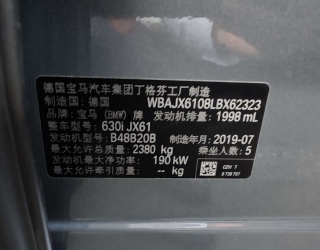 德国宝马汽车集团丁格芬工厂制造
制造国：德国 WBAJX6108LBX62323
品牌：宝马（BMW）牌 发动机排量：1998 mL
整车型号：630i JX61
发动机型号：B48B20B 制造年月：2019-07
最大允许总质量：2380 kg 乘坐人数：5
发动机最大净功率：190 kW
最大允许牵引质量：-- kg